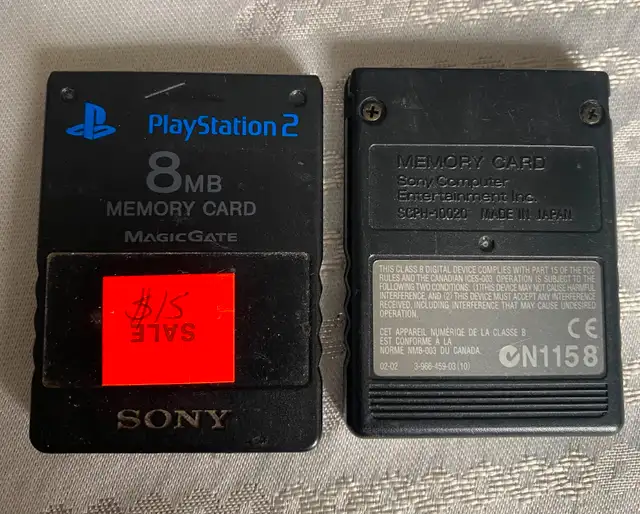 PlayStation 2
8MB
MEMORY CARD
MAGICGATE
$15
SALE
SONY
MEMORY CARD
Sony Computer
Entertainment Inc.
SCPH-10020 MADE IN JAPAN
THIS CLASS B DIGITAL DEVICE COMPLIES WITH PART 15 OF THE FCC
RULES AND THE CANADIAN ICES-003. OPERATION IS SUBJECT TO THE
FOLLOWING TWO CONDITIONS: (1)THIS DEVICE MAY NOT CAUSE HARMFUL
INTERFERENCE, AND (2) THIS DEVICE MUST ACCEPT ANY INTERFERENCE
RECEIVED, INCLUDING INTERFERENCE THAT MAY CAUSE UNDESIRED
OPERATION.
CET APPAREIL NUMÉRIQUE DE LA CLASSE B
EST CONFORME À LA
NORME NMB-003 DU CANADA.
CE
N1158
02-02 3-966-459-03 (10)